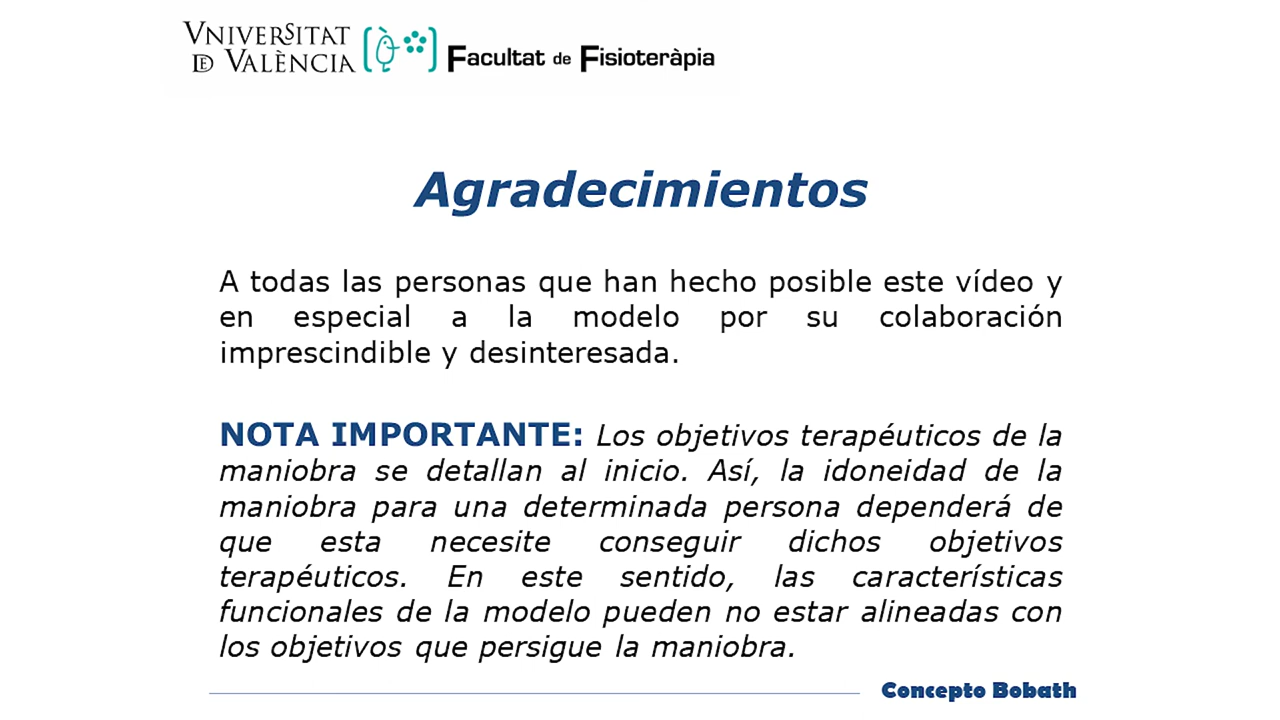 VNIVERSITAT
DE VALÈNCIA
Facultat de Fisioteràpia
Agradecimientos
A todas las personas que han hecho posible este vídeo y
en especial a la modelo por su colaboración
imprescindible y desinteresada.
NOTA IMPORTANTE: Los objetivos terapéuticos de la
maniobra se detallan al inicio. Así, la idoneidad de la
maniobra para una determinada persona dependerá de
que esta necesite conseguir dichos objetivos
terapéuticos. En este sentido, las características
funcionales de la modelo pueden no estar alineadas con
los objetivos que persigue la maniobra.
Concepto Bobath